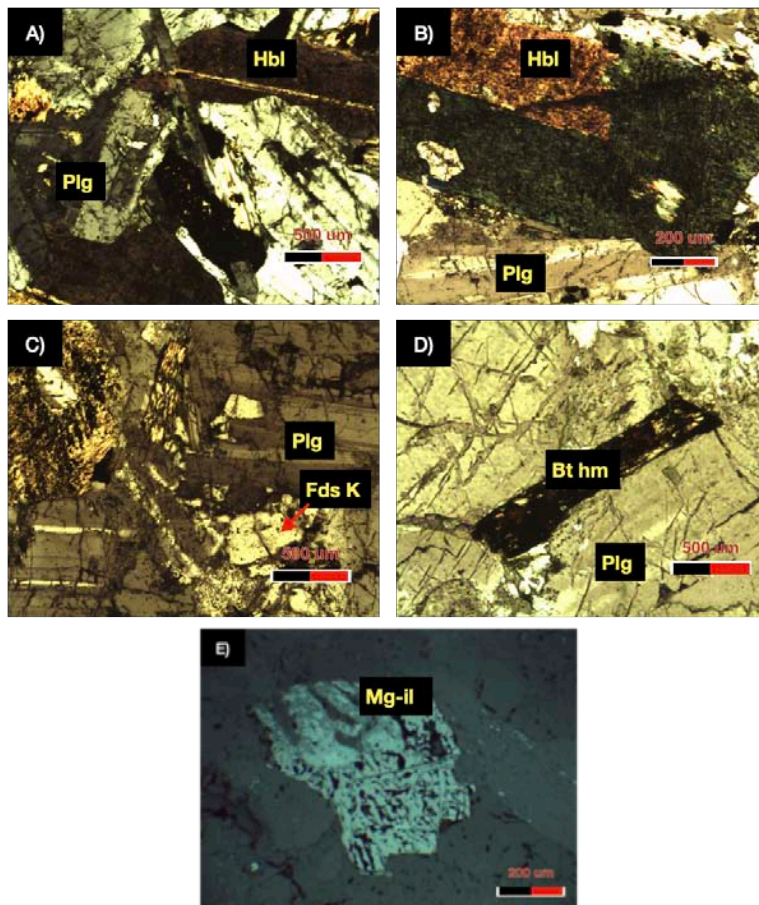 A)
Hbl
Plg
500 um
B)
Hbl
Plg
200 um
C)
Plg
Fds K
500 um
D)
Bt hm
Plg
500 um
E)
Mg-il
200 um